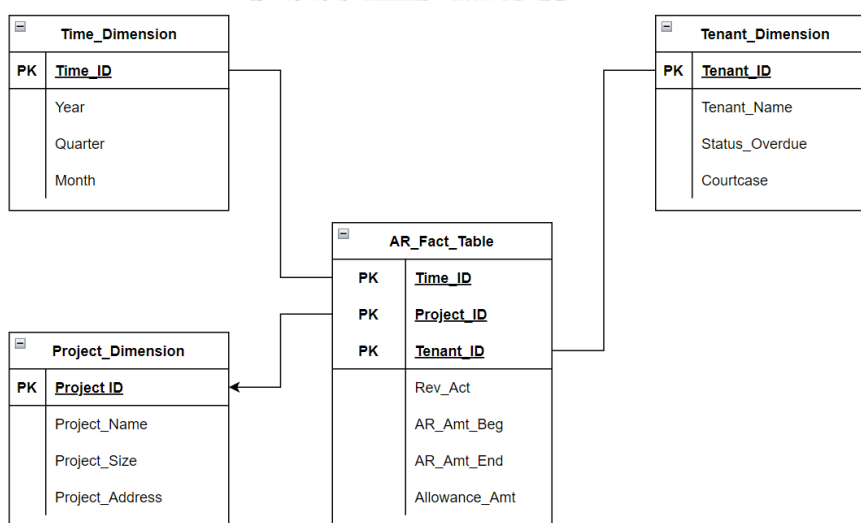 Time_Dimension
PK Time_ID
Year
Quarter
Month
Tenant_Dimension
PK Tenant_ID
Tenant_Name
Status_Overdue
Courtcase
AR_Fact_Table
PK Time_ID
PK Project_ID
PK Tenant_ID
Rev_Act
AR_Amt_Beg
AR_Amt_End
Allowance_Amt
Project_Dimension
PK Project ID
Project_Name
Project_Size
Project_Address